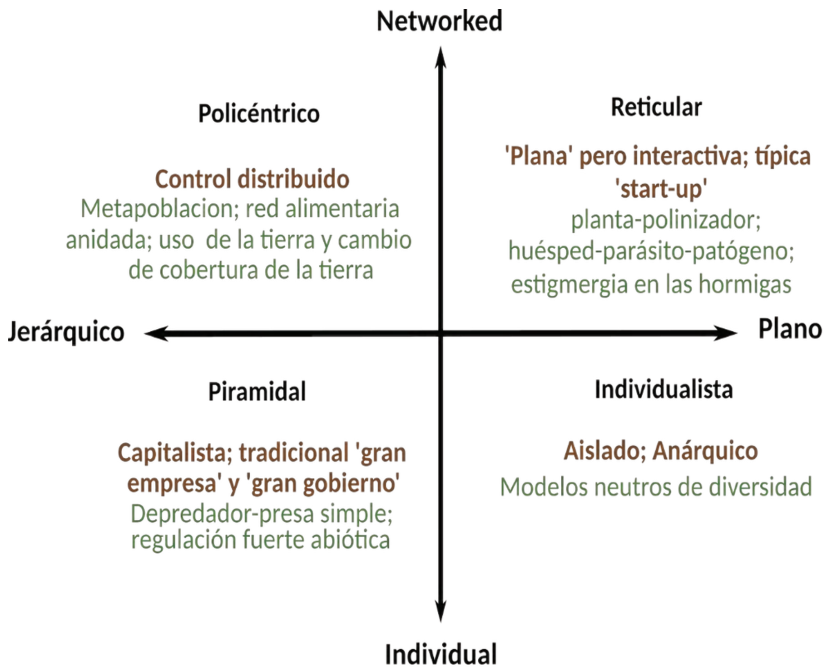 Networked
Policéntrico
Control distribuido
Metapoblacion; red alimentaria
anidada; uso de la tierra y cambio
de cobertura de la tierra
Reticular
'Plana' pero interactiva; típica
'start-up'
planta-polinizador;
huésped-parásito-patógeno;
estigmergia en las hormigas
Jerárquico
Plano
Piramidal
Capitalista; tradicional 'gran
empresa' y 'gran gobierno'
Depredador-presa simple;
regulación fuerte abiótica
Individualista
Aislado; Anárquico
Modelos neutros de diversidad
Individual